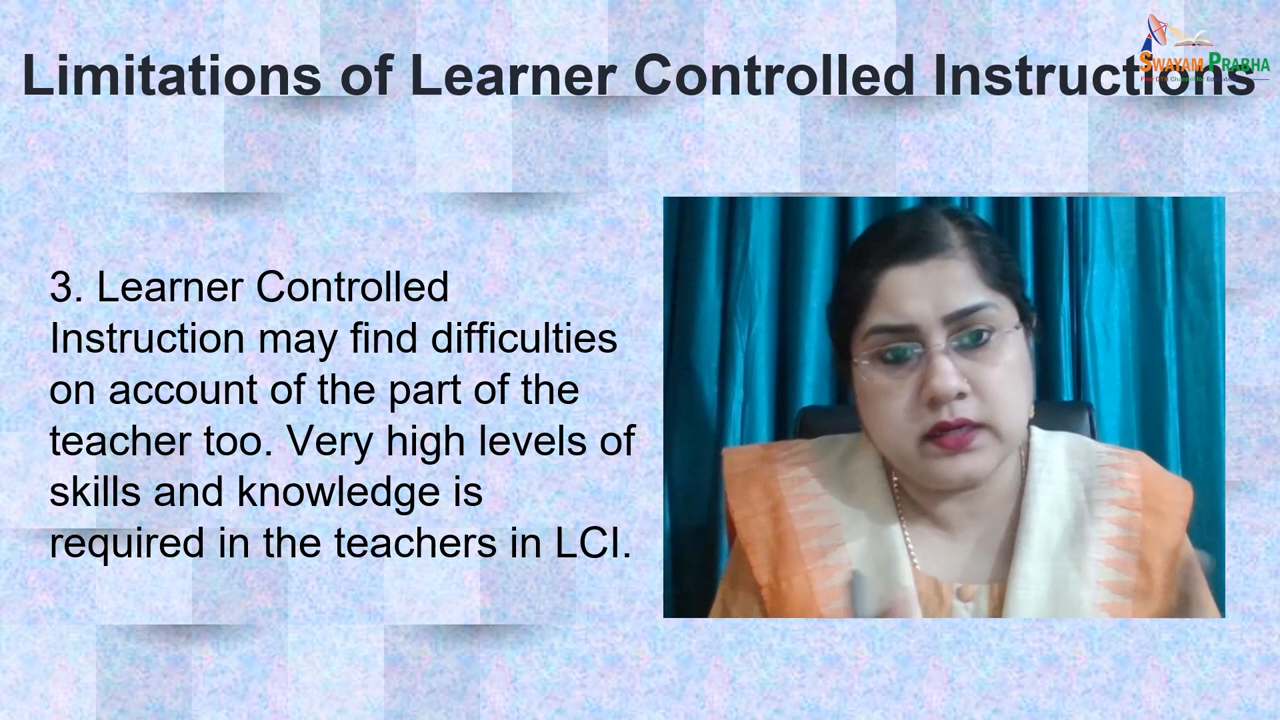 Limitations of Learner Controlled Instructions
SWAYAM PRABHA
3. Learner Controlled
Instruction may find difficulties
on account of the part of the
teacher too. Very high levels of
skills and knowledge is
required in the teachers in LCI.